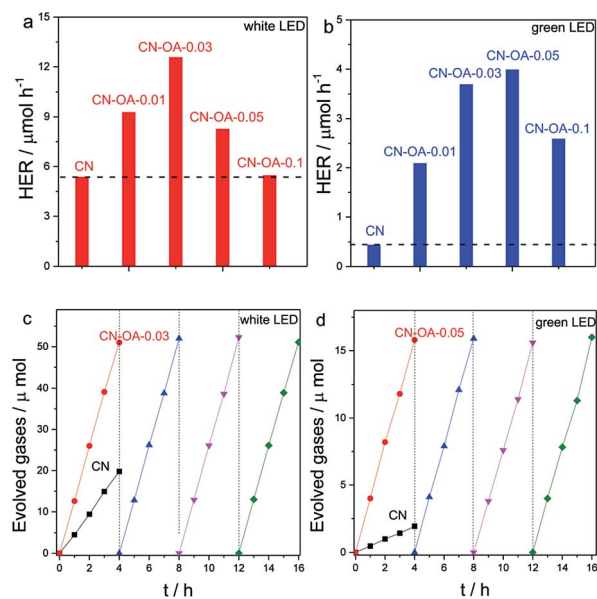 a
white LED
15
12
9
6
3
0
HER / μmol h⁻¹
CN
CN-OA-0.01
CN-OA-0.03
CN-OA-0.05
CN-OA-0.1
b
green LED
5
4
3
2
1
0
HER / μmol h⁻¹
CN
CN-OA-0.01
CN-OA-0.03
CN-OA-0.05
CN-OA-0.1
c
white LED
50
40
30
20
10
0
Evolved gases / μ mol
CN-OA-0.03
CN
0 2 4 6 8 10 12 14 16
t / h
d
green LED
15
10
5
0
Evolved gases / μ mol
CN-OA-0.05
CN
0 2 4 6 8 10 12 14 16
t / h